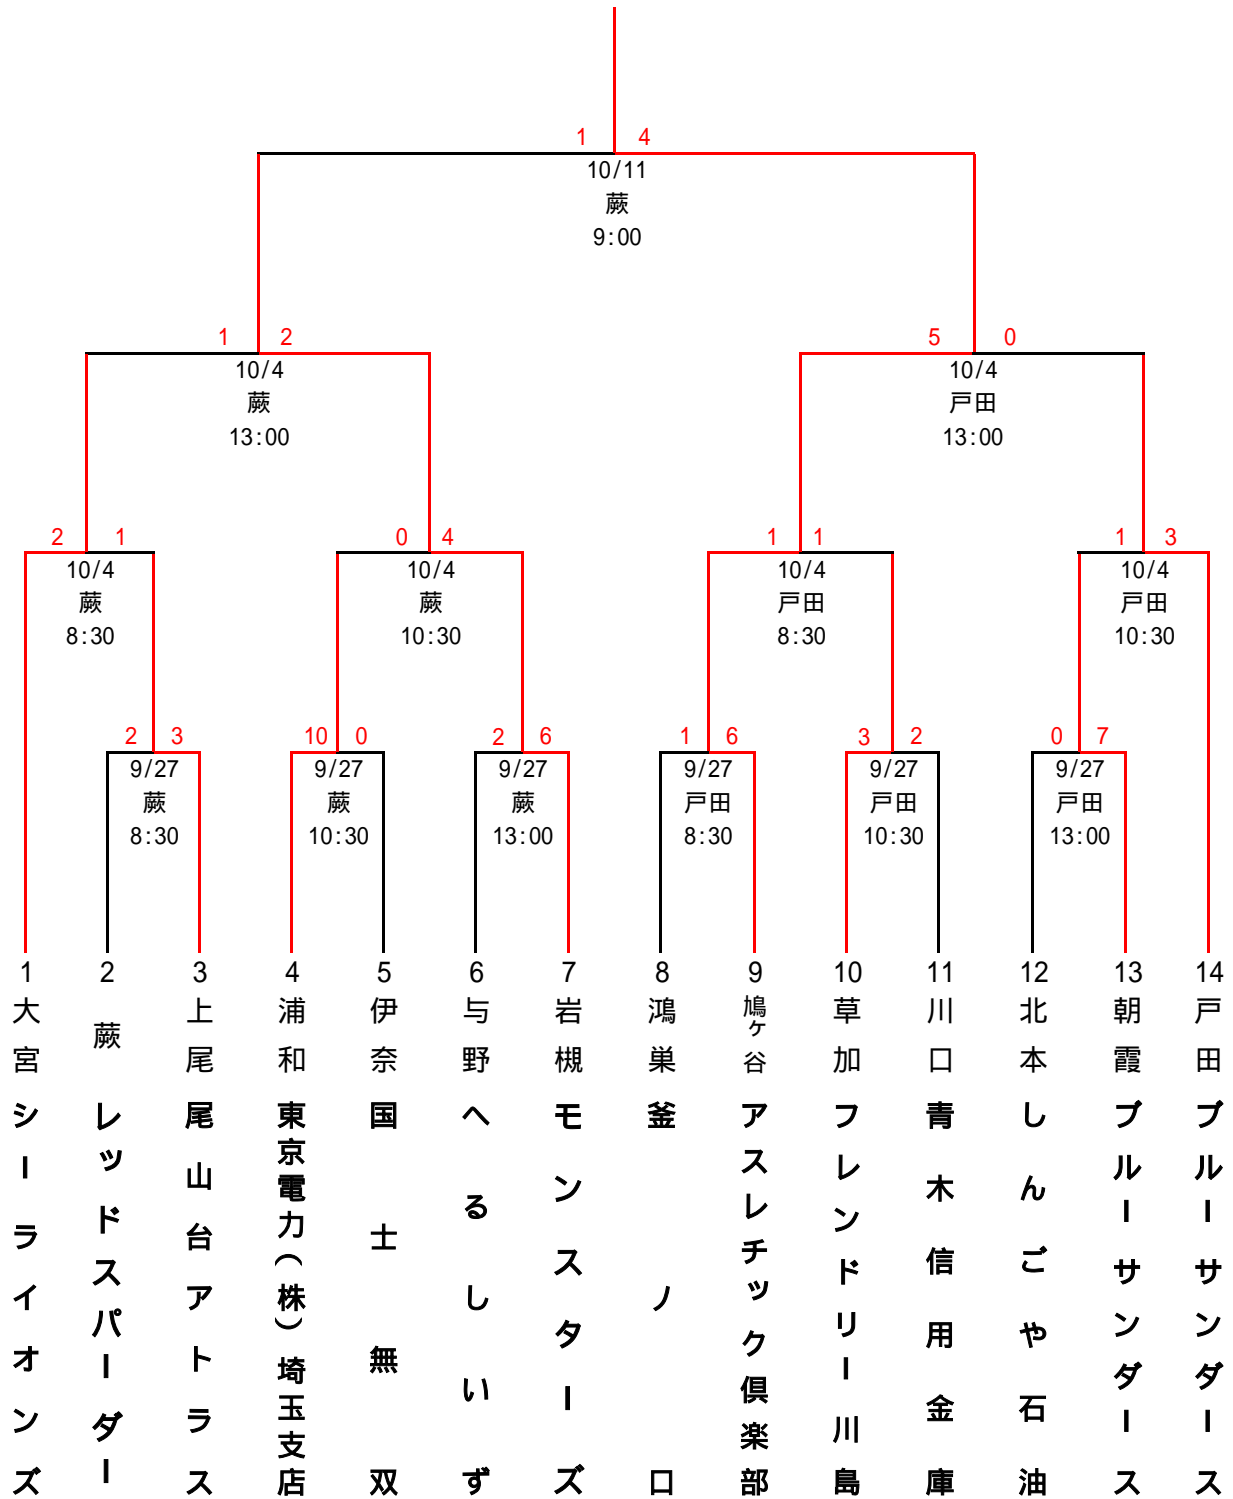 1 4
10/11
蕨
9:00
1 2
10/4
蕨
13:00
5 0
10/4
戸田
13:00
2 1
10/4
蕨
8:30
0 4
10/4
蕨
10:30
1 1
10/4
戸田
8:30
1 3
10/4
戸田
10:30
2 3
9/27
蕨
8:30
10 0
9/27
蕨
10:30
2 6
9/27
蕨
13:00
1 6
9/27
戸田
8:30
3 2
9/27
戸田
10:30
0 7
9/27
戸田
13:00
1
大宮
シーライオンズ
2
蕨
レッドスパーダー
3
上尾
尾山台アトラス
4
浦和
東京電力(株)埼玉支店
5
伊奈
国士無双
6
与野
へるしいず
7
岩槻
モンスターズ
8
鴻巣
釜ノ口
9
鳩ヶ谷
アスレチック倶楽部
10
草加
フレンドリー川島
11
川口
青木信用金庫
12
北本
しんごや石油
13
朝霞
ブルーサンダース
14
戸田
ブルーサンダース